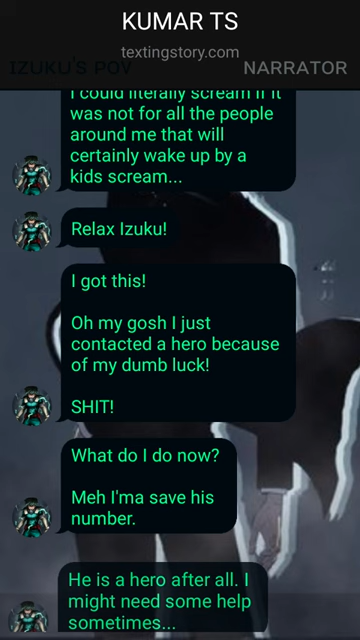 KUMAR TS
textingstory.com
IZUKU'S POV
NARRATOR
I could literally scream if it
was not for all the people
around me that will
certainly wake up by a
kids scream...
Relax Izuku!
I got this!
Oh my gosh I just
contacted a hero because
of my dumb luck!
SHIT!
What do I do now?
Meh I'ma save his
number.
He is a hero after all. I
might need some help
sometimes...